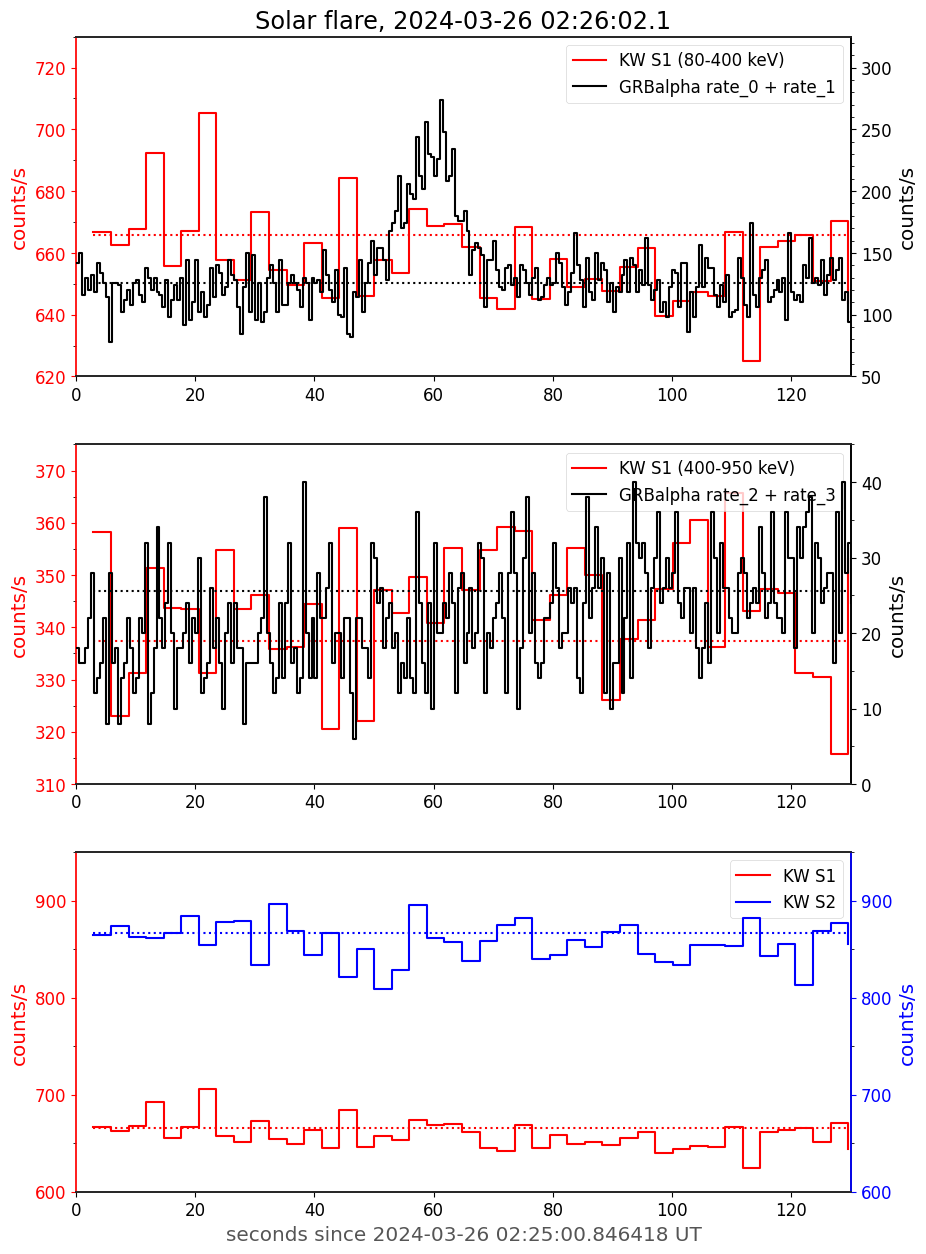 Solar flare, 2024-03-26 02:26:02.1
KW S1 (80-400 keV)
GRBalpha rate_0 + rate_1
counts/s
720
700
680
660
640
620
300
250
200
150
100
50
counts/s
0 20 40 60 80 100 120
KW S1 (400-950 keV)
GRBalpha rate_2 + rate_3
counts/s
370
360
350
340
330
320
310
40
30
20
10
0
counts/s
0 20 40 60 80 100 120
KW S1
KW S2
counts/s
900
800
700
600
900
800
700
600
counts/s
0 20 40 60 80 100 120
seconds since 2024-03-26 02:25:00.846418 UT